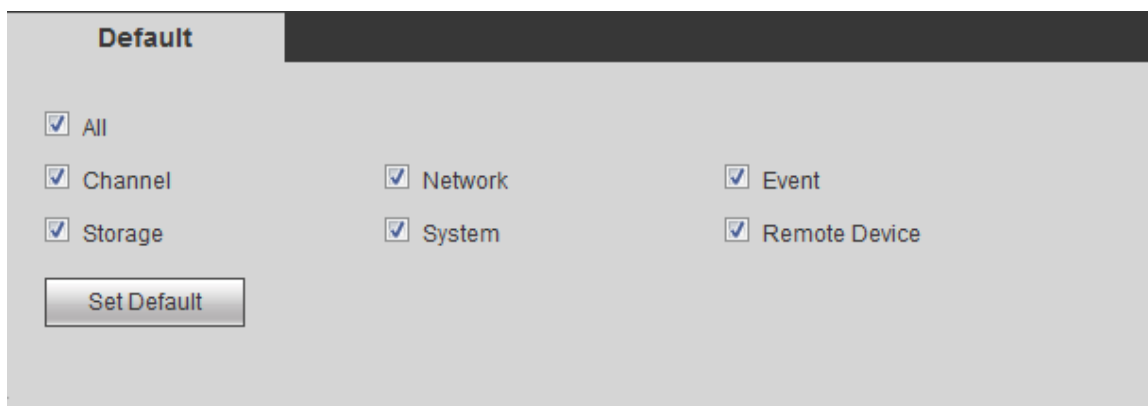 Default
All
Channel Network Event
Storage System Remote Device
Set Default